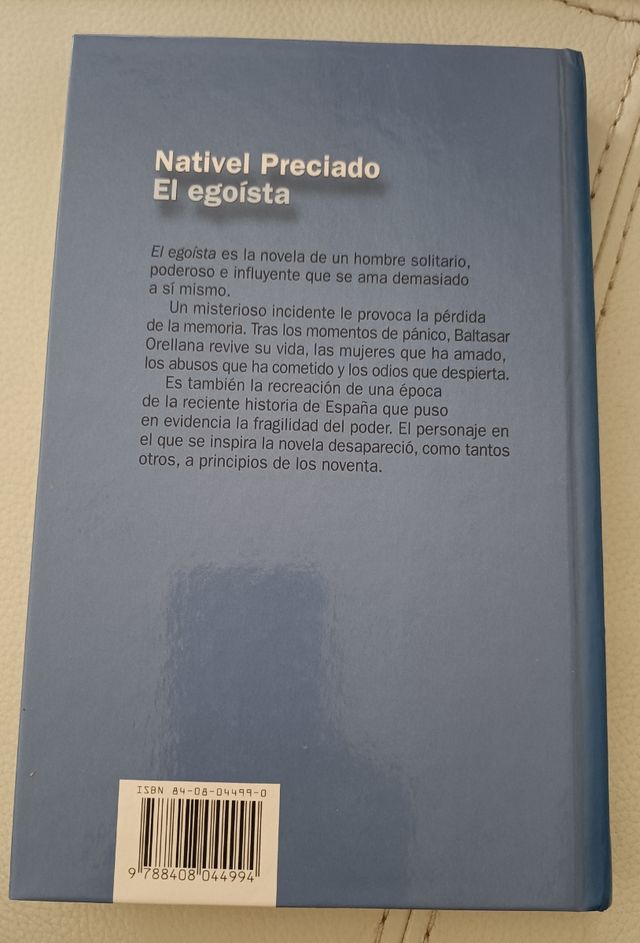 Nativel Preciado
El egoísta
El egoísta es la novela de un hombre solitario,
poderoso e influyente que se ama demasiado
a sí mismo.
Un misterioso incidente le provoca la pérdida
de la memoria. Tras los momentos de pánico, Baltasar
Orellana revive su vida, las mujeres que ha amado,
los abusos que ha cometido y los odios que despierta.
Es también la recreación de una época
de la reciente historia de España que puso
en evidencia la fragilidad del poder. El personaje en
el que se inspira la novela desapareció, como tantos
otros, a principios de los noventa.
ISBN 84-08-04499-0
9 788408 044994